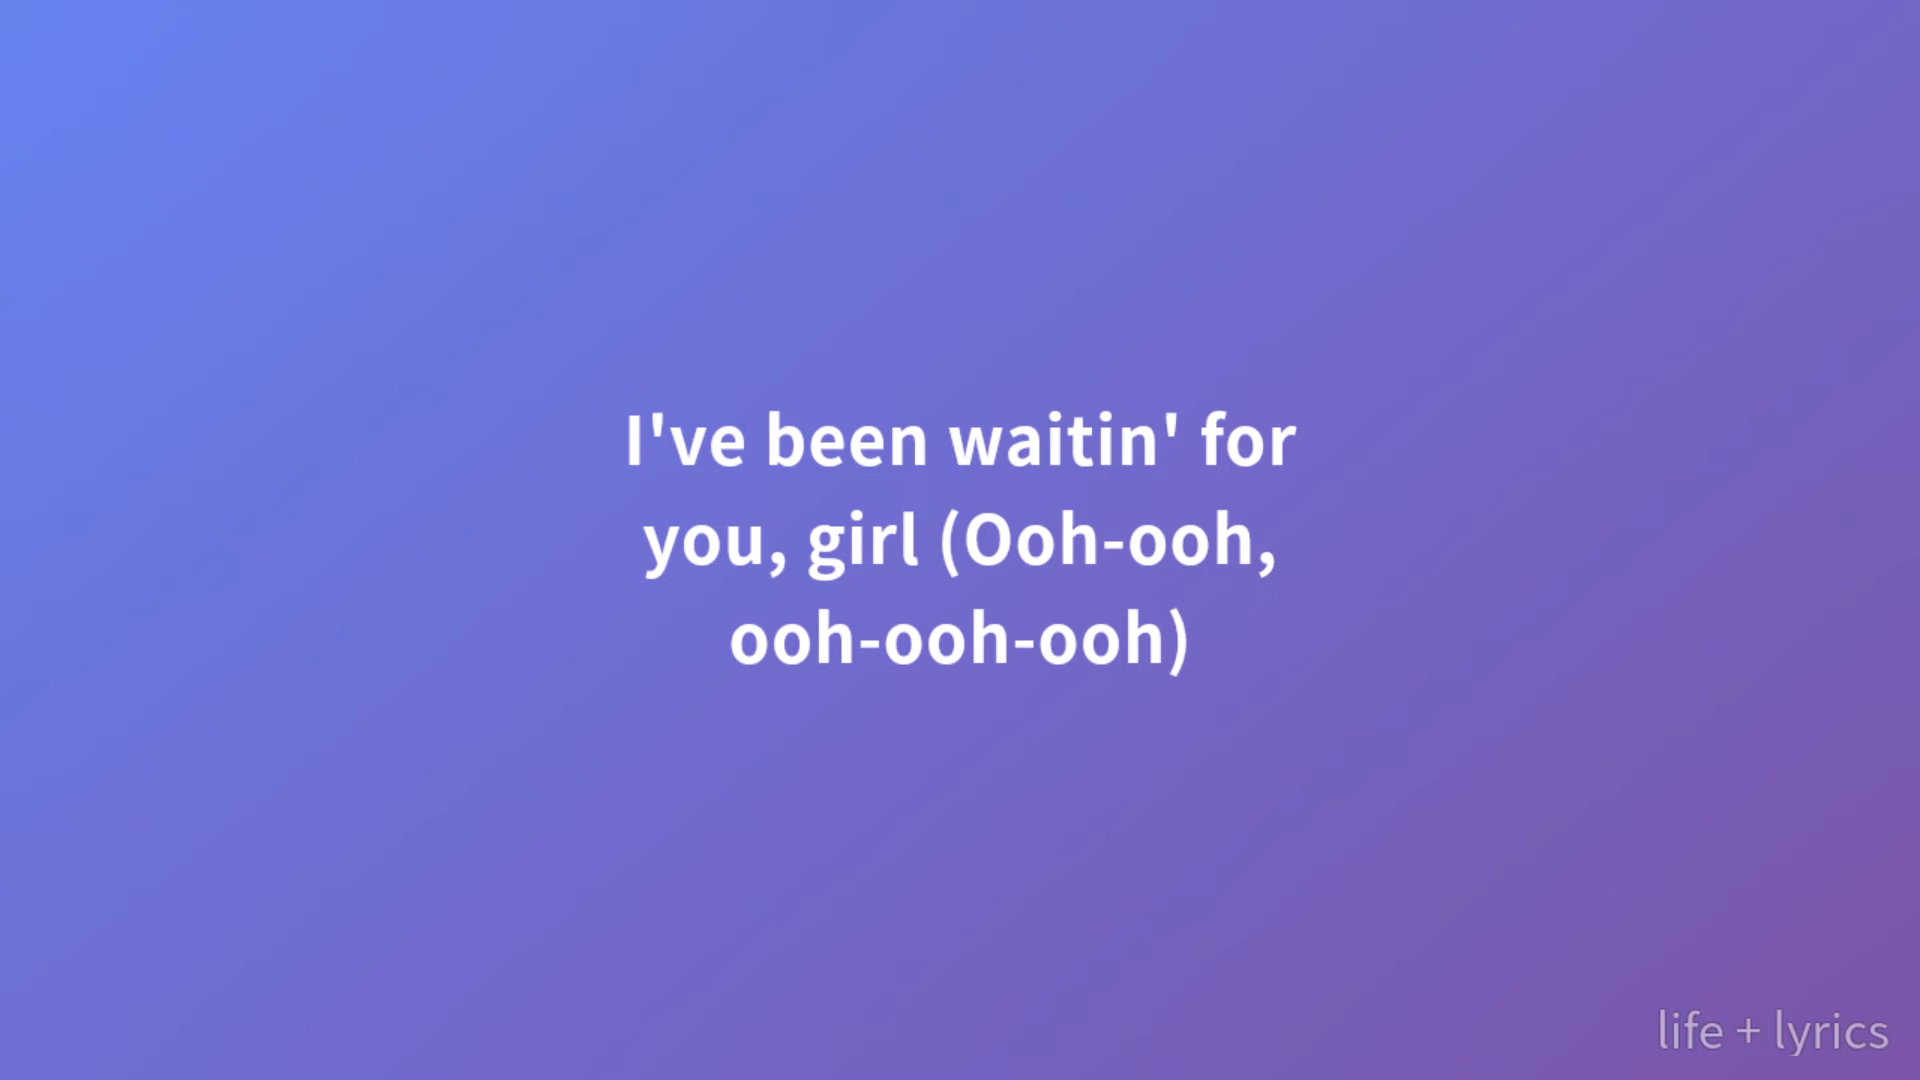 I've been waitin' for
you, girl (Ooh-ooh,
ooh-ooh-ooh)
life + lyrics